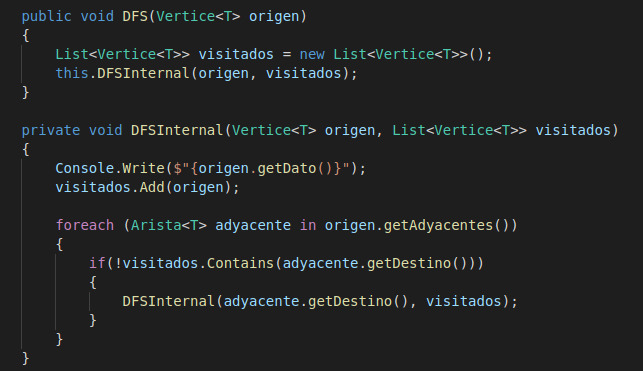 public void DFS(Vertice<T> origen)
{
    List<Vertice<T>> visitados = new List<Vertice<T>>();
    this.DFSInternal(origen, visitados);
}

private void DFSInternal(Vertice<T> origen, List<Vertice<T>> visitados)
{
    Console.Write($"{origen.getDato()}");
    visitados.Add(origen);

    foreach (Arista<T> adyacente in origen.getAdyacentes())
    {
        if(!visitados.Contains(adyacente.getDestino()))
        {
            DFSInternal(adyacente.getDestino(), visitados);
        }
    }
}